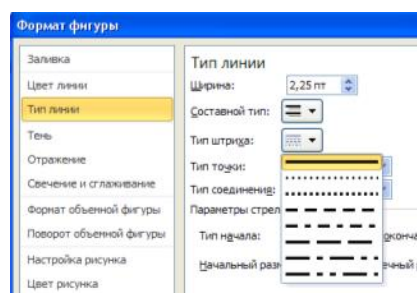 Формат фигуры
Заливка
Цвет линии
Тип линии
Тень
Отражение
Свечение и сглаживание
Формат объемной фигуры
Поворот объемной фигуры
Настройка рисунка
Цвет рисунка
Тип линии
Ширина: 2,25 пт
Составной тип:
Тип штриха:
Тип точки:
Тип соединения:
Параметры стрел
Тип начала:
Начальный раз